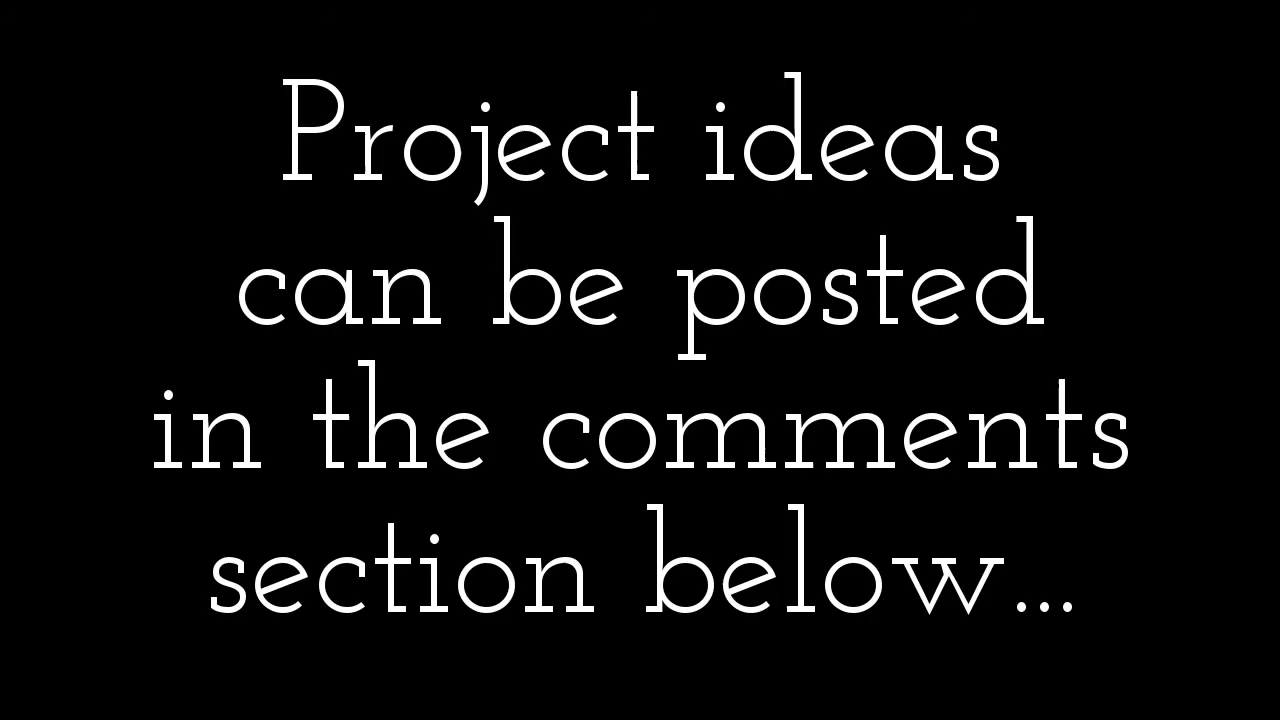 Project ideas
can be posted
in the comments
section below...